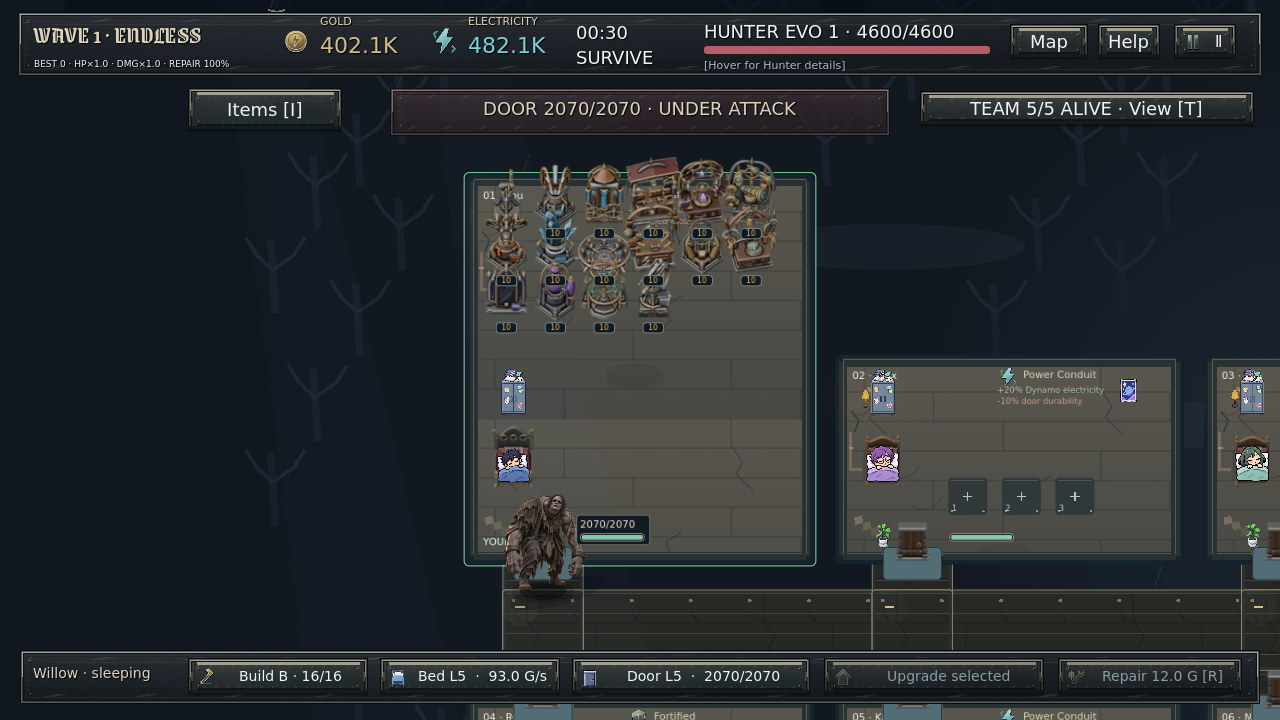 WAVE 1 · ENDLESS
BEST 0 · HP×1.0 · DMG×1.0 · REPAIR 100%
GOLD
402.1K
ELECTRICITY
482.1K
00:30
SURVIVE
HUNTER EVO 1 · 4600/4600
[Hover for Hunter details]
Map
Help
II
Items [I]
DOOR 2070/2070 · UNDER ATTACK
TEAM 5/5 ALIVE · View [T]
01
10 10 10 10 10
10 10 10 10 10 10
10 10 10 10
2070/2070
02
Power Conduit
+20% Dynamo electricity
-10% door durability
+ + +
1 2 3
03
Willow · sleeping
Build B · 16/16
Bed L5 · 93.0 G/s
Door L5 · 2070/2070
Upgrade selected
Repair 12.0 G [R]
04 ·
Fortified
05 ·
Power Conduit
06 ·